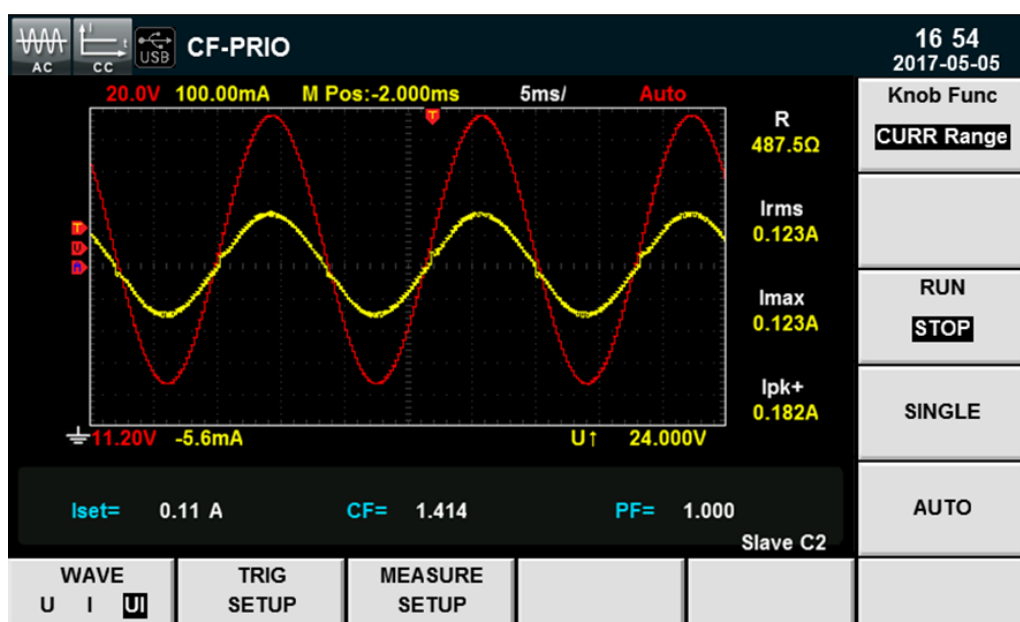 AC
I
t
CC
USB
CF-PRIO
16 54
2017-05-05
20.0V 100.00mA M Pos:-2.000ms 5ms/ Auto
T
R
487.5Ω
Irms
0.123A
Imax
0.123A
Ipk+
0.182A
T
U
A
11.20V -5.6mA U↑ 24.000V
Iset= 0.11 A CF= 1.414 PF= 1.000
Slave C2
Knob Func
CURR Range
RUN
STOP
SINGLE
AUTO
WAVE
U I UI
TRIG
SETUP
MEASURE
SETUP